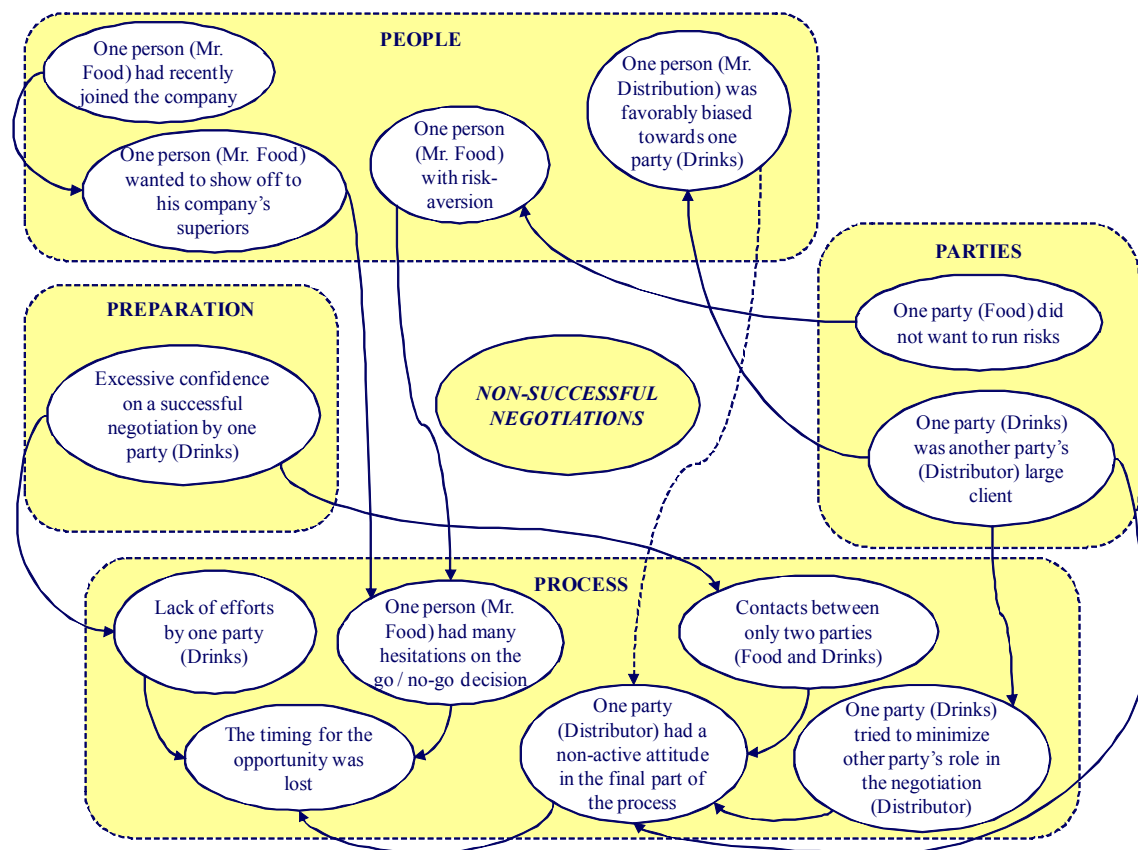 PEOPLE
One person (Mr.
Food) had recently
joined the company
One person (Mr. Food)
wanted to show off to
his company's
superiors
One person
(Mr. Food)
with risk-
aversion
One person (Mr.
Distribution) was
favorably biased
towards one
party (Drinks)
PARTIES
One party (Food) did
not want to run risks
One party (Drinks)
was another party's
(Distributor) large
client
PREPARATION
Excessive confidence
on a successful
negotiation by one
party (Drinks)
NON-SUCCESSFUL
NEGOTIATIONS
PROCESS
Lack of efforts
by one party
(Drinks)
One person (Mr.
Food) had many
hesitations on the
go / no-go decision
Contacts between
only two parties
(Food and Drinks)
The timing for the
opportunity was
lost
One party
(Distributor) had a
non-active attitude
in the final part of
the process
One party (Drinks)
tried to minimize
other party's role in
the negotiation
(Distributor)